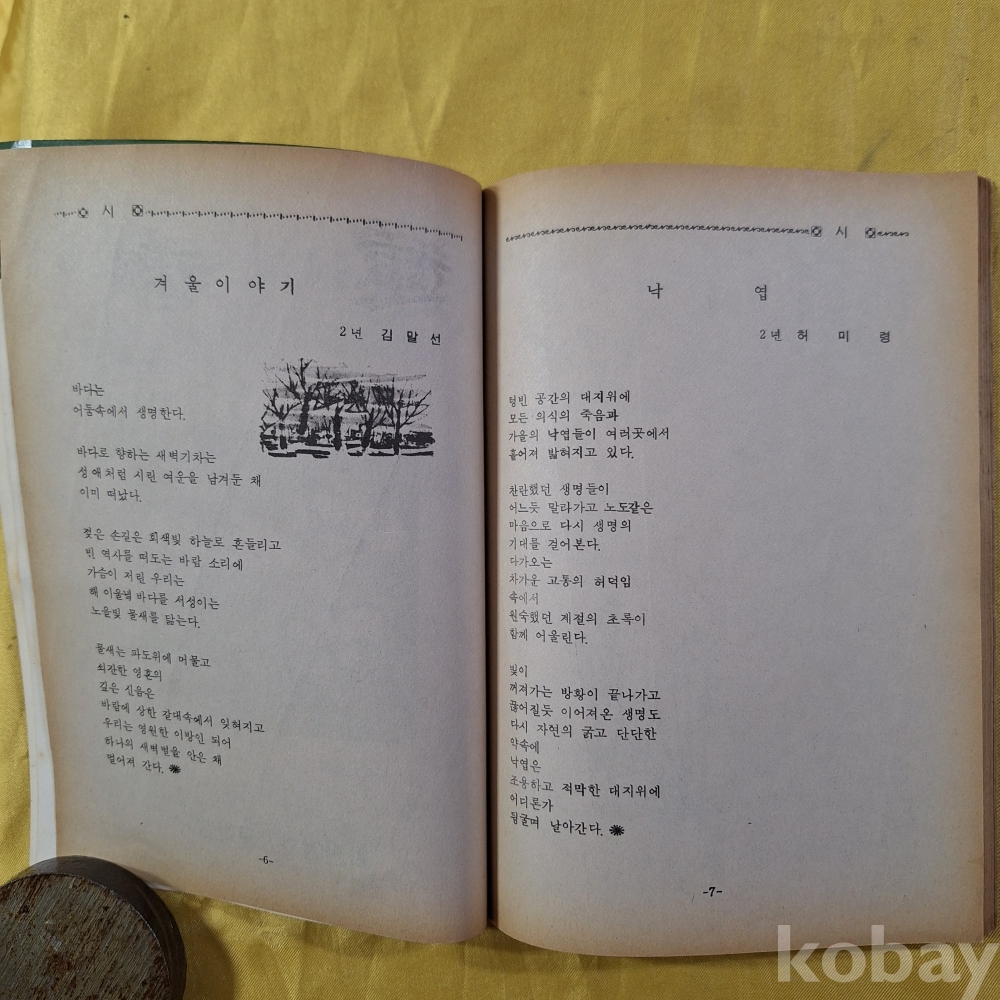 시
겨울이야기
2년 김말선
바다는
어둠속에서 생명한다.
바다로 향하는 새벽기차는
성애처럼 시린 여운을 남겨둔 채
이미 떠났다.
젖은 손길은 회색빛 하늘로 흔들리고
빈 역사를 떠도는 바람 소리에
가슴이 저린 우리는
해 이울녘 바다를 서성이는
노을빛 물새를 닮는다.
물새는 파도위에 머물고
쇠잔한 영혼의
깊은 신음은
바람에 상한 갈대속에서 잊혀지고
우리는 영원한 이방인 되어
하나의 새벽별을 안은 채
멀어져 간다.
-6-
시
낙엽
2년 허미령
텅빈 공간의 대지위에
모든 의식의 죽음과
가을의 낙엽들이 여러곳에서
흩어져 밟혀지고 있다.
찬란했던 생명들이
어느듯 말라가고 노도같은
마음으로 다시 생명의
기대를 걸어본다.
다가오는
차가운 고통의 허덕임
속에서
원숙했던 계절의 초록이
함께 어울린다.
빛이
꺼져가는 방황이 끝나가고
끊어질듯 이어져온 생명도
다시 자연의 굵고 단단한
약속에
낙엽은
조용하고 적막한 대지위에
어디론가
뒹굴며 날아간다.
-7-
kobay